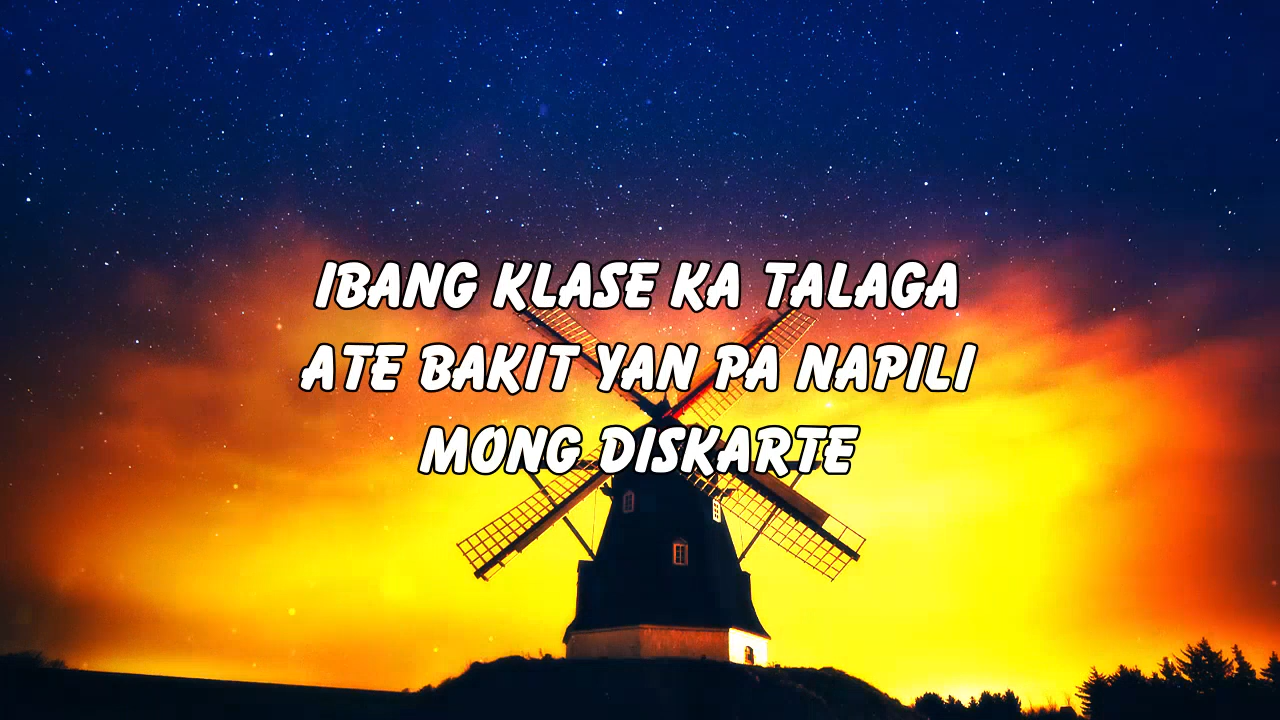 IBANG KLASE KA TALAGA
ATE BAKIT YAN PA NAPILI
MONG DISKARTE